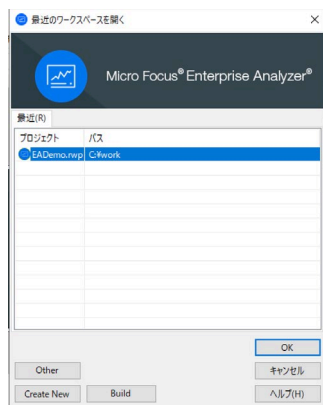 最近のワークスペースを開く
Micro Focus® Enterprise Analyzer®
最近(R)
プロジェクト パス
EADemo.rwp C:¥work
OK
Other キャンセル
Create New Build ヘルプ(H)